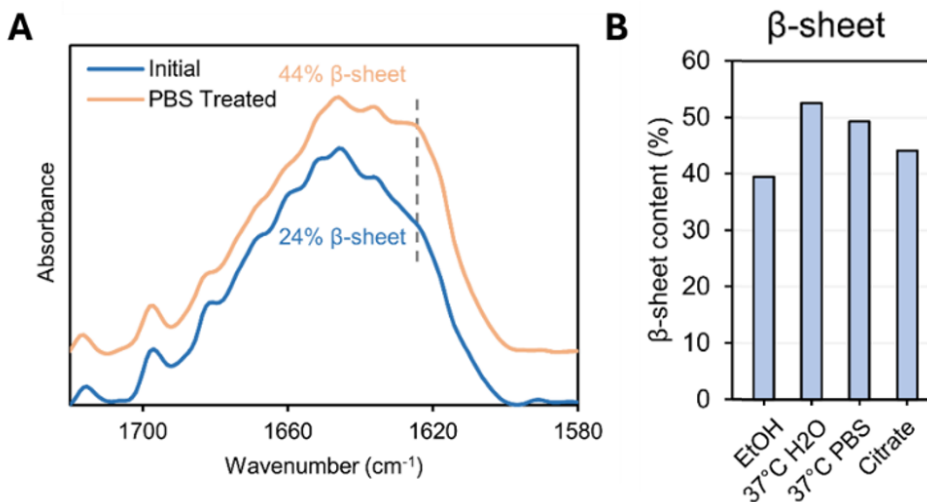 A
Initial
PBS Treated
44% β-sheet
24% β-sheet
Absorbance
1700
1660
1620
1580
Wavenumber (cm⁻¹)
B
β-sheet
β-sheet content (%)
60
50
40
30
20
10
0
EtOH
37°C H2O
37°C PBS
Citrate